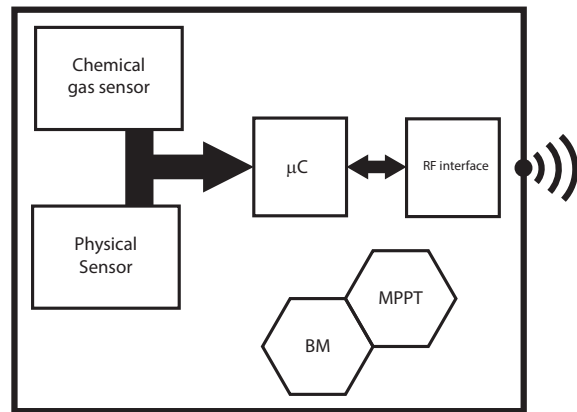 Chemical
gas sensor
μC
RF interface
Physical
Sensor
MPPT
BM